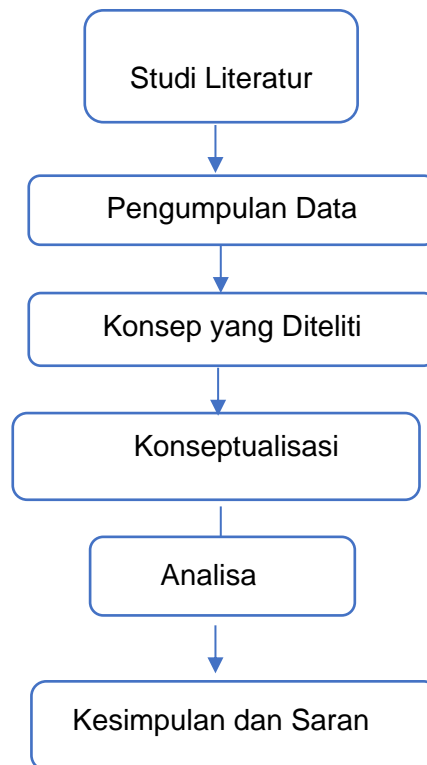 Studi Literatur
Pengumpulan Data
Konsep yang Diteliti
Konseptualisasi
Analisa
Kesimpulan dan Saran